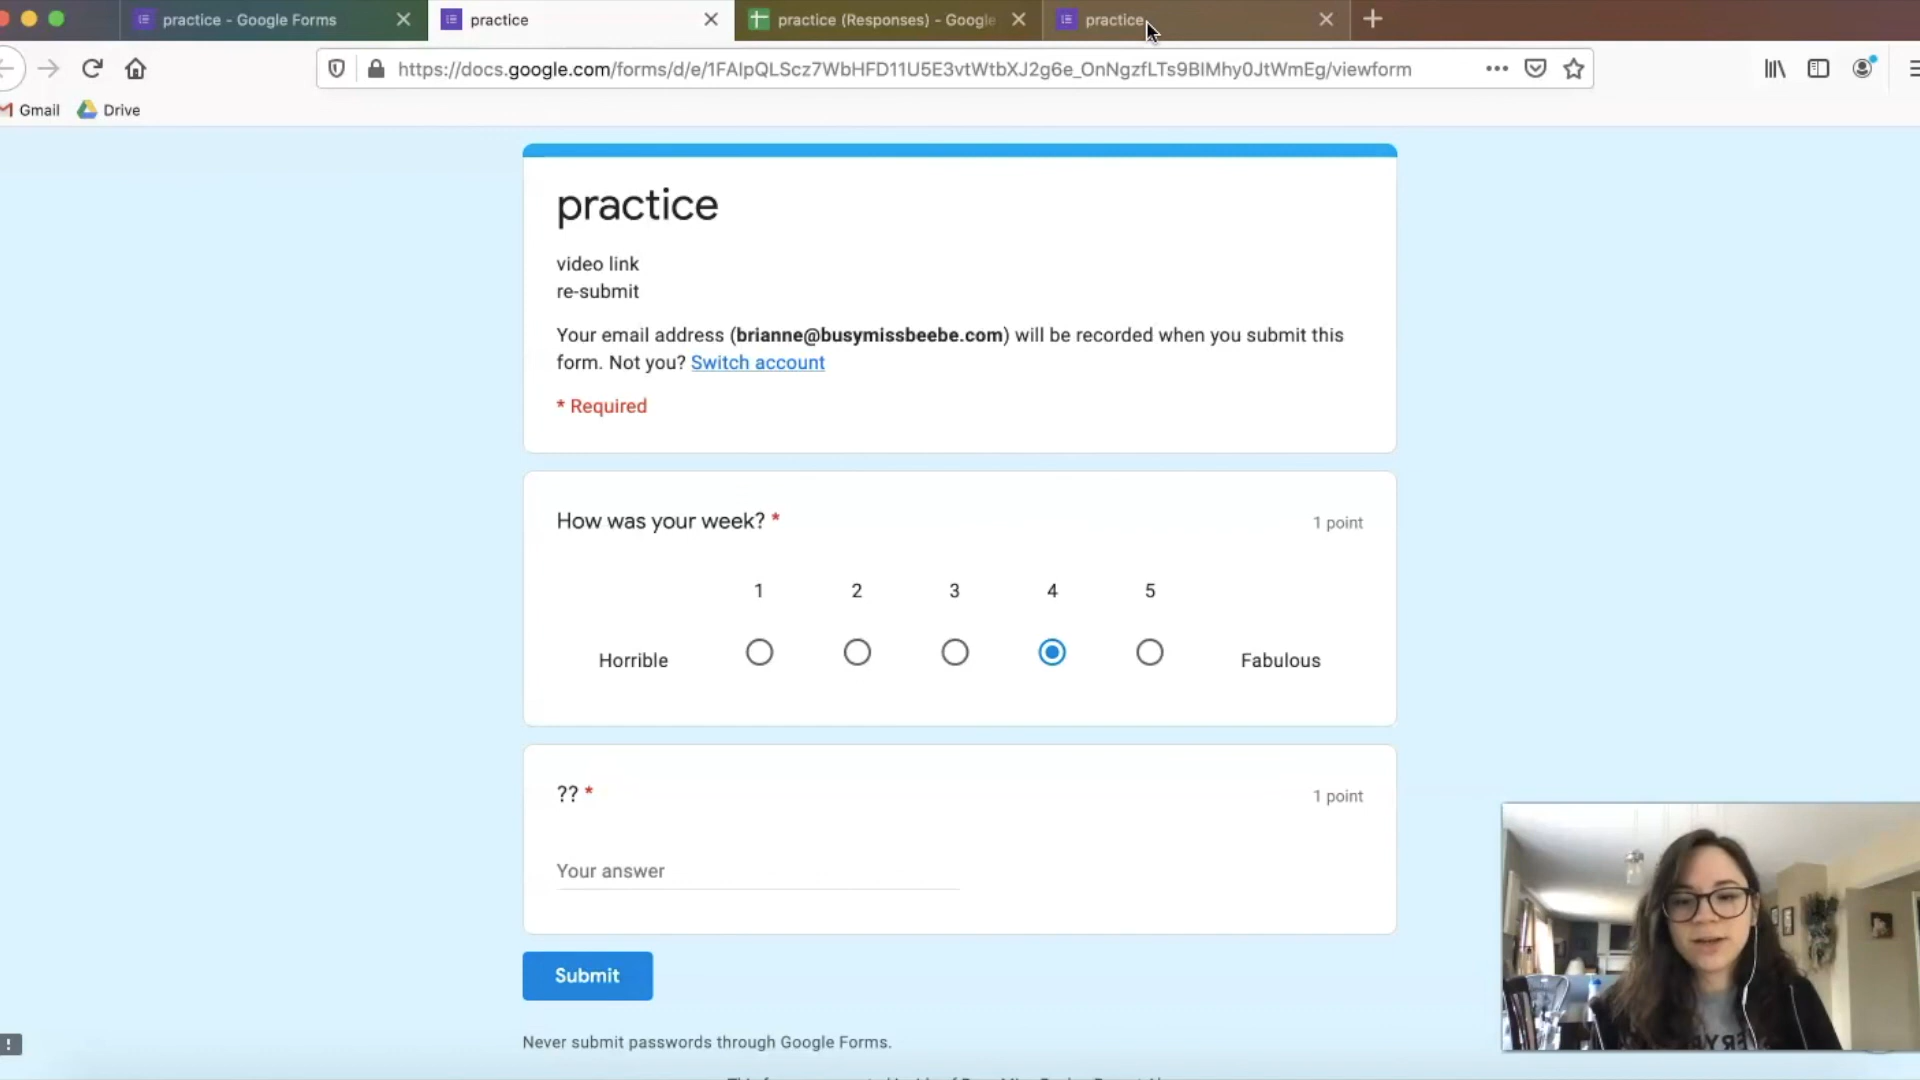 practice - Google Forms
practice
practice (Responses) - Google
practice
https://docs.google.com/forms/d/e/1FAIpQLScz7WbHFD11U5E3vtWtbXJ2g6e_OnNgzfLTs9BIMhy0JtWmEg/viewform
Gmail
Drive
practice
video link
re-submit
Your email address (brianne@busymissbeebe.com) will be recorded when you submit this
form. Not you? Switch account
* Required
How was your week? *
1 point
1 2 3 4 5
Horrible
Fabulous
?? *
1 point
Your answer
Submit
!
Never submit passwords through Google Forms.